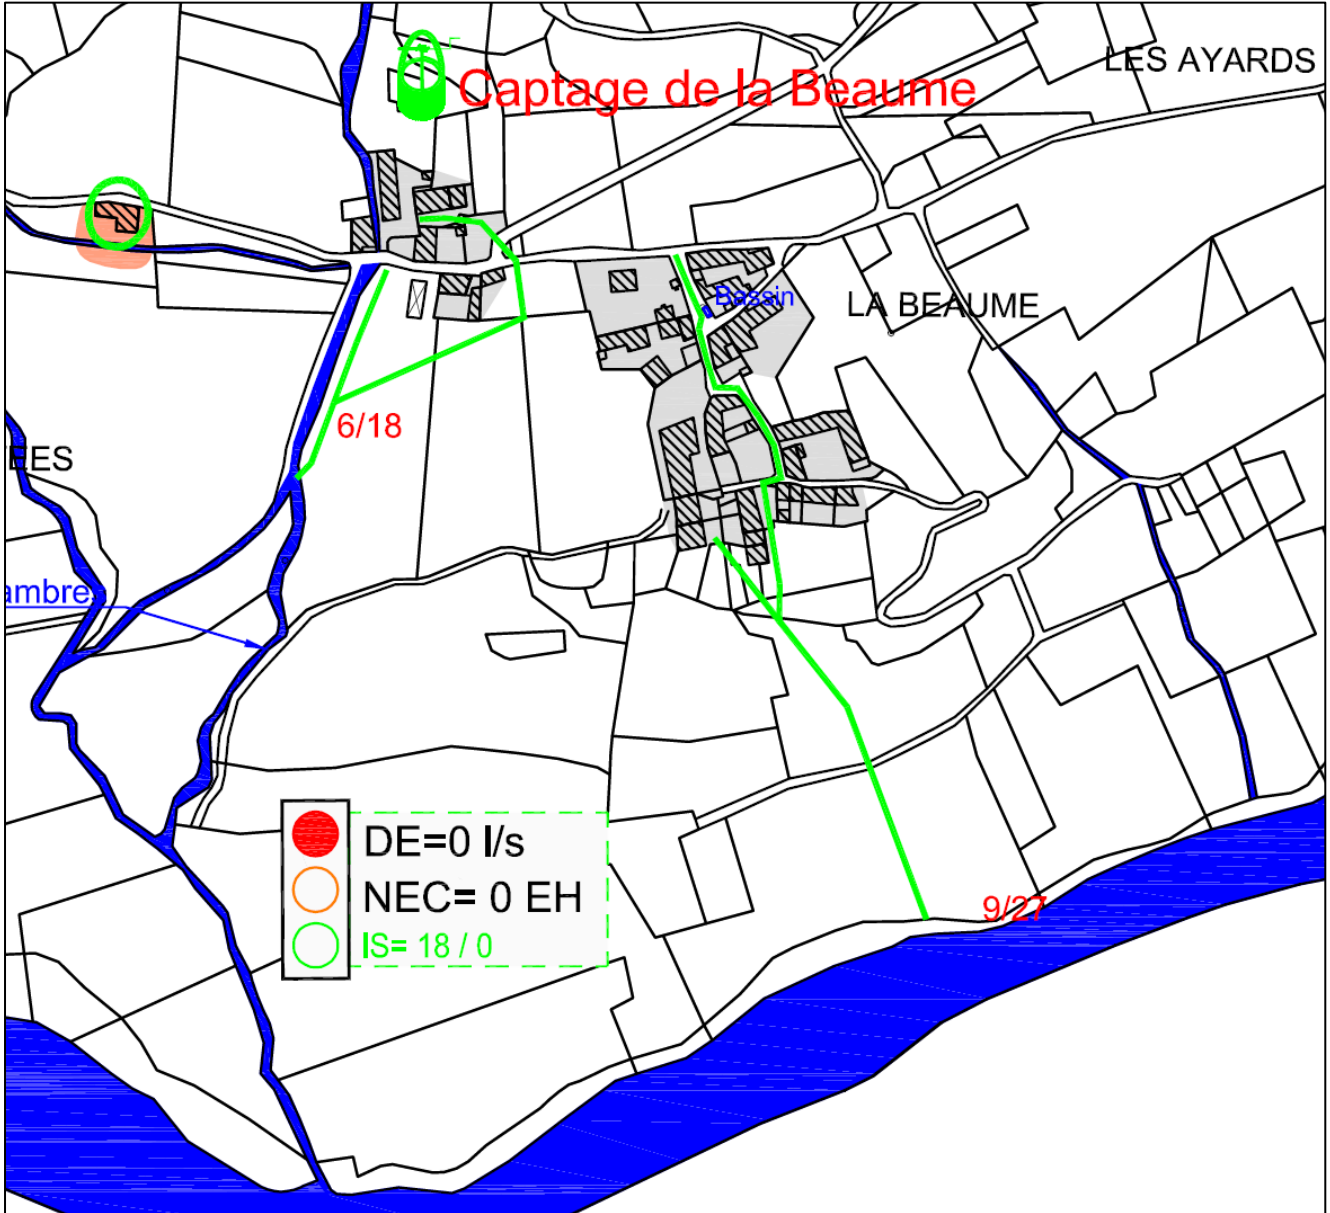 LES AYARDS
Captage de la Beaume
Bassin
LA BEAUME
6/18
EES
ambre
DE=0 l/s
NEC= 0 EH
IS= 18 / 0
9/27